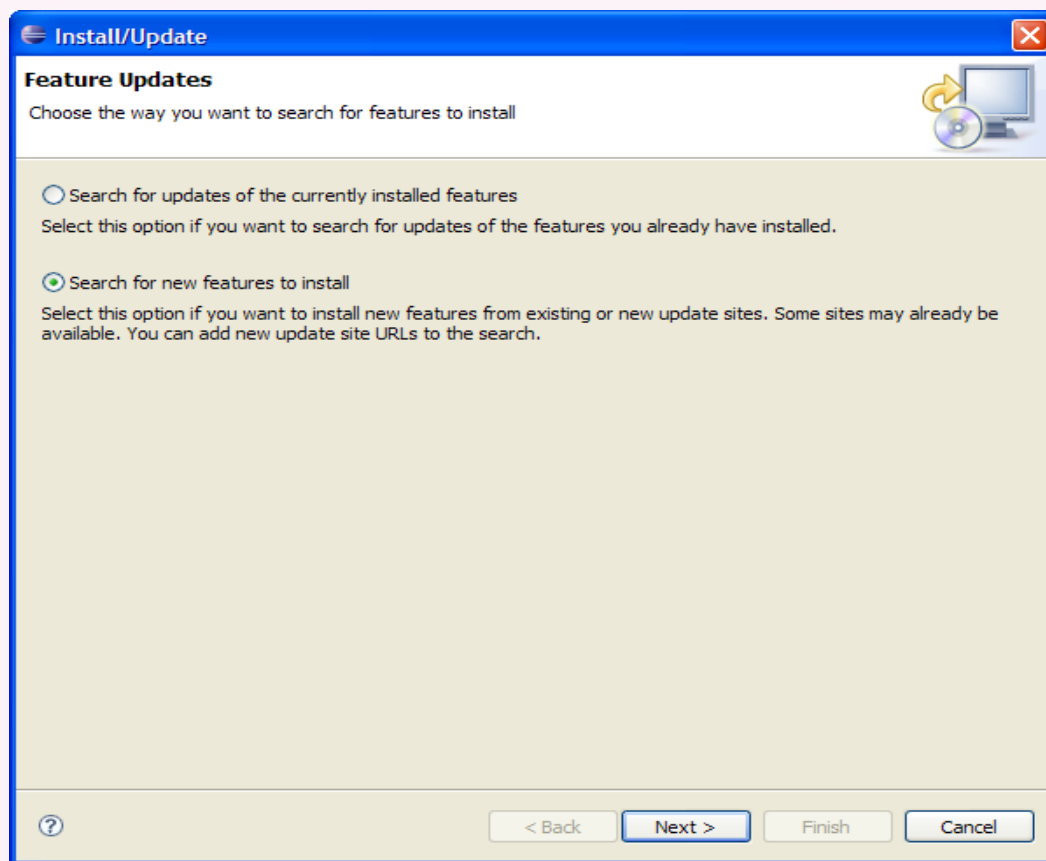 Install/Update
Feature Updates
Choose the way you want to search for features to install
Search for updates of the currently installed features
Select this option if you want to search for updates of the features you already have installed.
Search for new features to install
Select this option if you want to install new features from existing or new update sites. Some sites may already be
available. You can add new update site URLs to the search.
? < Back Next > Finish Cancel